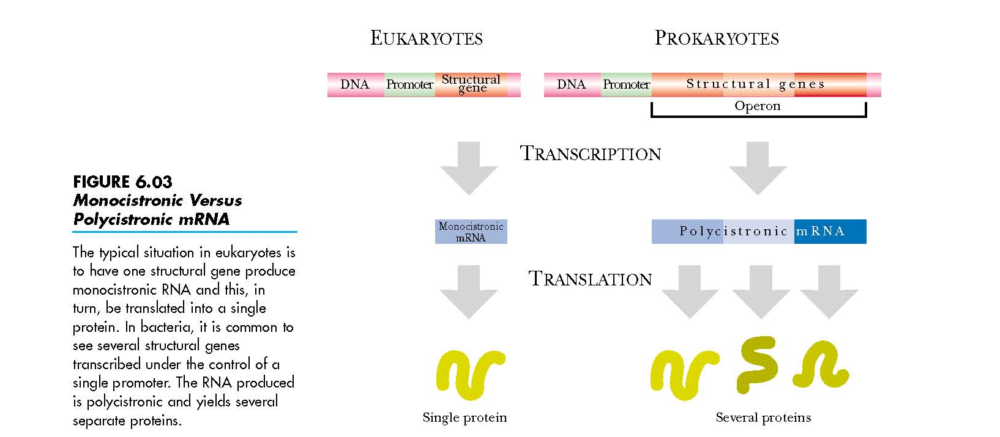 EUKARYOTES
PROKARYOTES
DNA
Promoter
Structural
gene
DNA
Promoter
Structural genes
Operon
TRANSCRIPTION
Monocistronic
mRNA
Polycistronic mRNA
TRANSLATION
Single protein
Several proteins
FIGURE 6.03
Monocistronic Versus
Polycistronic mRNA
The typical situation in eukaryotes is
to have one structural gene produce
monocistronic RNA and this, in
turn, be translated into a single
protein. In bacteria, it is common to
see several structural genes
transcribed under the control of a
single promoter. The RNA produced
is polycistronic and yields several
separate proteins.